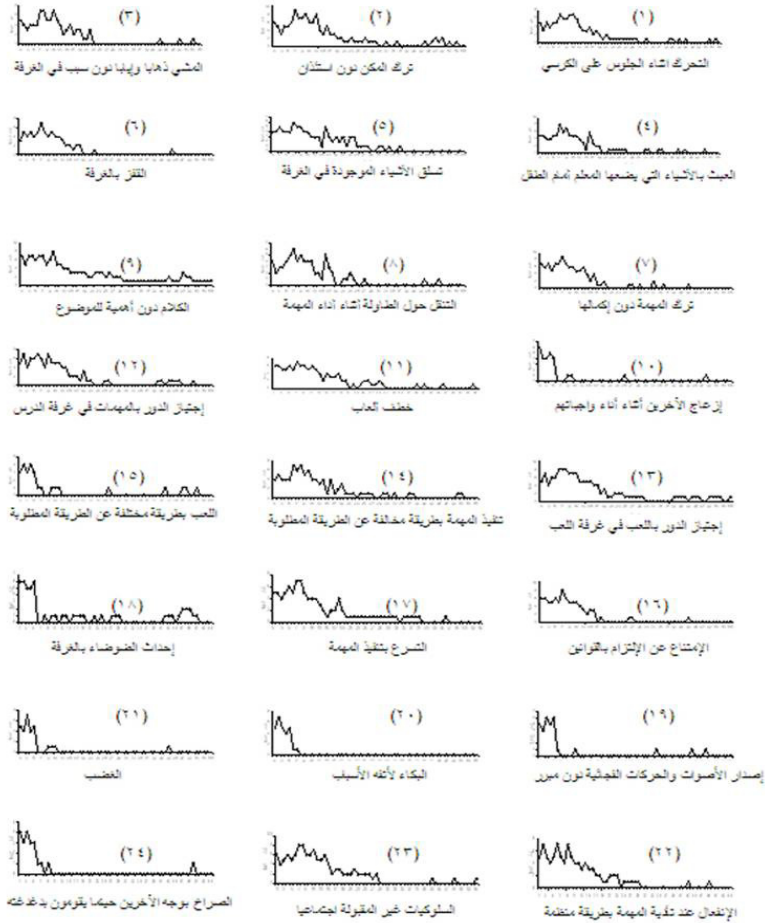 (١)
التحرك اثناء الجلوس على الكرسي
(٢)
ترك المكن دون استئذان
(٣)
المشي ذهابا وإيابا دون سبب في الغرفة
(٤)
العبث بالأشياء التي يضعها المعلم أمام الطفل
(٥)
تسلق الأشياء الموجودة في الغرفة
(٦)
القفز بالغرفة
(٧)
ترك المهمة دون إكمالها
(٨)
التنقل حول الطاولة أثناء أداء المهمة
(٩)
الكلام دون أهمية للموضوع
(١٠)
إزعاج الآخرين أثناء أداء واجباتهم
(١١)
خطف ألعاب
(١٢)
إجتياز الدور بالمهمات في غرفة الدرس
(١٣)
إجتياز الدور باللعب في غرفة اللعب
(١٤)
تنفيذ المهمة بطريقة مخالفة عن الطريقة المطلوبة
(١٥)
اللعب بطريقة مختلفة عن الطريقة المطلوبة
(١٦)
الإمتناع عن الإلتزام بالقوانين
(١٧)
التسرع بتنفيذ المهمة
(١٨)
إحداث الضوضاء بالغرفة
(١٩)
إصدار الأصوات والحركات الفجائية دون مبرر
(٢٠)
البكاء لأتفه الأسباب
(٢١)
الغضب
(٢٢)
الإنفعال عند تأدية المهمة بطريقة منظمة
(٢٣)
السلوكيات غير المقبولة اجتماعيا
(٢٤)
الصراخ بوجه الآخرين حيما يقومون بدغدغته